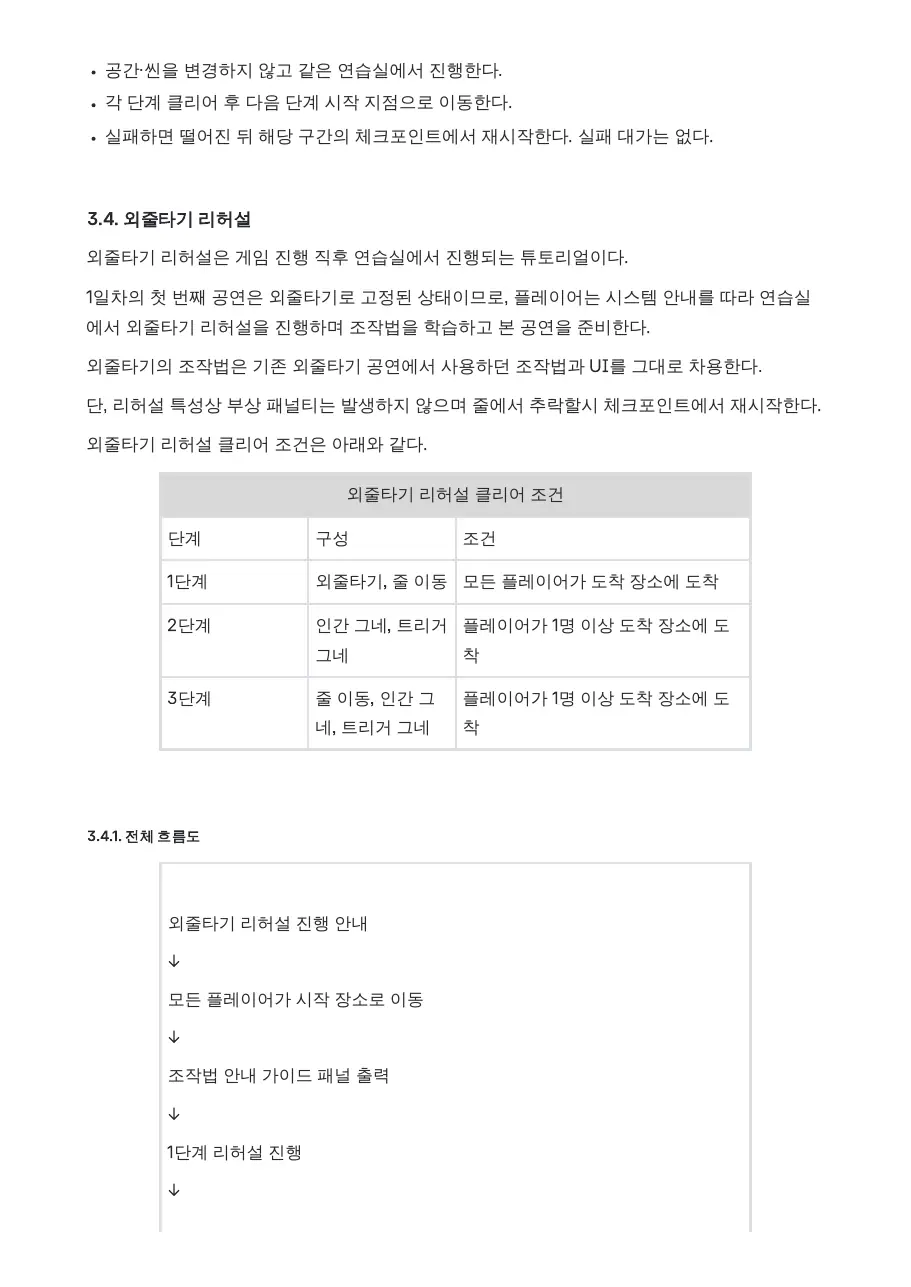 • 공간·씬을 변경하지 않고 같은 연습실에서 진행한다.
• 각 단계 클리어 후 다음 단계 시작 지점으로 이동한다.
• 실패하면 떨어진 뒤 해당 구간의 체크포인트에서 재시작한다. 실패 대가는 없다.
3.4. 외줄타기 리허설
외줄타기 리허설은 게임 진행 직후 연습실에서 진행되는 튜토리얼이다.
1일차의 첫 번째 공연은 외줄타기로 고정된 상태이므로, 플레이어는 시스템 안내를 따라 연습실
에서 외줄타기 리허설을 진행하며 조작법을 학습하고 본 공연을 준비한다.
외줄타기의 조작법은 기존 외줄타기 공연에서 사용하던 조작법과 UI를 그대로 차용한다.
단, 리허설 특성상 부상 패널티는 발생하지 않으며 줄에서 추락할시 체크포인트에서 재시작한다.
외줄타기 리허설 클리어 조건은 아래와 같다.
외줄타기 리허설 클리어 조건
단계 구성 조건
1단계 외줄타기, 줄 이동 모든 플레이어가 도착 장소에 도착
2단계 인간 그네, 트리거 플레이어가 1명 이상 도착 장소에 도
그네 착
3단계 줄 이동, 인간 그 플레이어가 1명 이상 도착 장소에 도
네, 트리거 그네 착
3.4.1. 전체 흐름도
외줄타기 리허설 진행 안내
↓
모든 플레이어가 시작 장소로 이동
↓
조작법 안내 가이드 패널 출력
↓
1단계 리허설 진행
↓